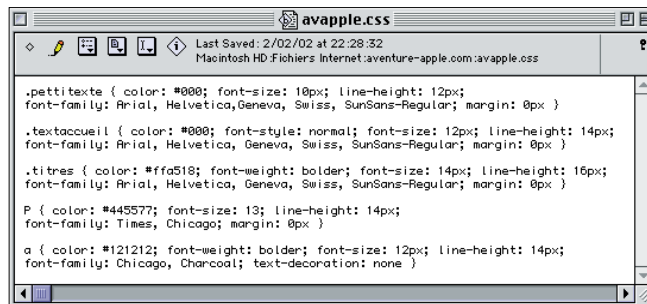 avapple.css
Last Saved: 2/02/02 at 22:28:32
Macintosh HD:Fichiers Internet:aventure-apple.com:avapple.css
.pettitexte { color: #000; font-size: 10px; line-height: 12px;
font-family: Arial, Helvetica,Geneva, Swiss, SunSans-Regular; margin: 0px }
.textaccueil { color: #000; font-style: normal; font-size: 12px; line-height: 14px;
font-family: Arial, Helvetica, Geneva, Swiss, SunSans-Regular; margin: 0px }
.titres { color: #ffa518; font-weight: bolder; font-size: 14px; line-height: 16px;
font-family: Arial, Helvetica, Geneva, Swiss, SunSans-Regular; margin: 0px }
P { color: #445577; font-size: 13; line-height: 14px;
font-family: Times, Chicago; margin: 0px }
a { color: #121212; font-weight: bolder; font-size: 12px; line-height: 14px;
font-family: Chicago, Charcoal; text-decoration: none }